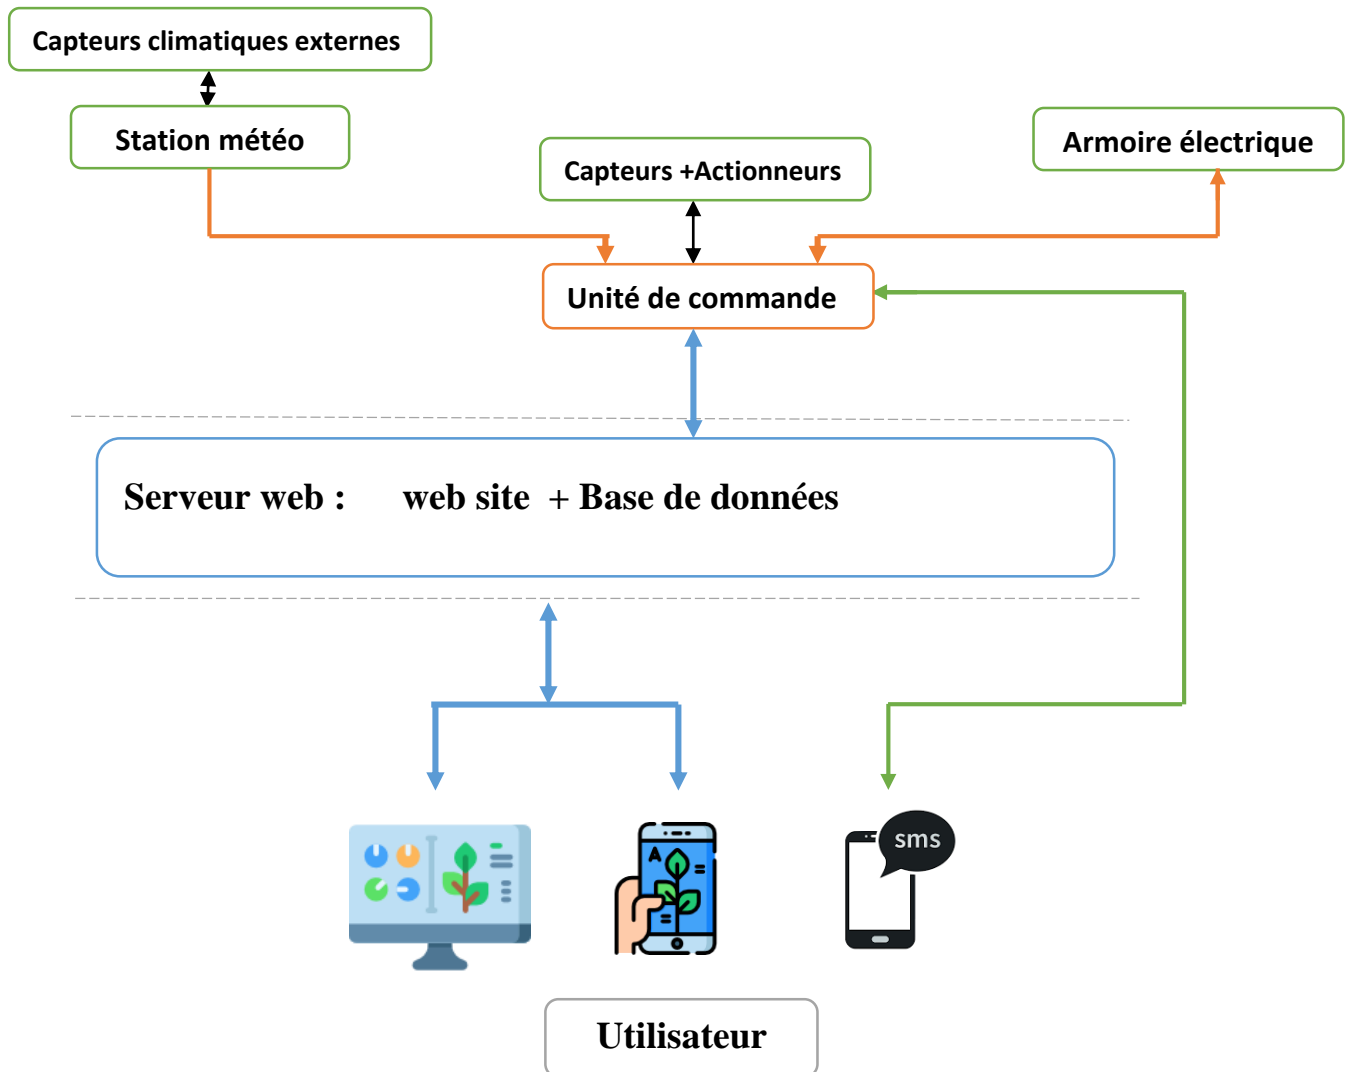 Capteurs climatiques externes
Station météo
Armoire électrique
Capteurs +Actionneurs
Unité de commande
Serveur web : web site + Base de données
A
sms
Utilisateur